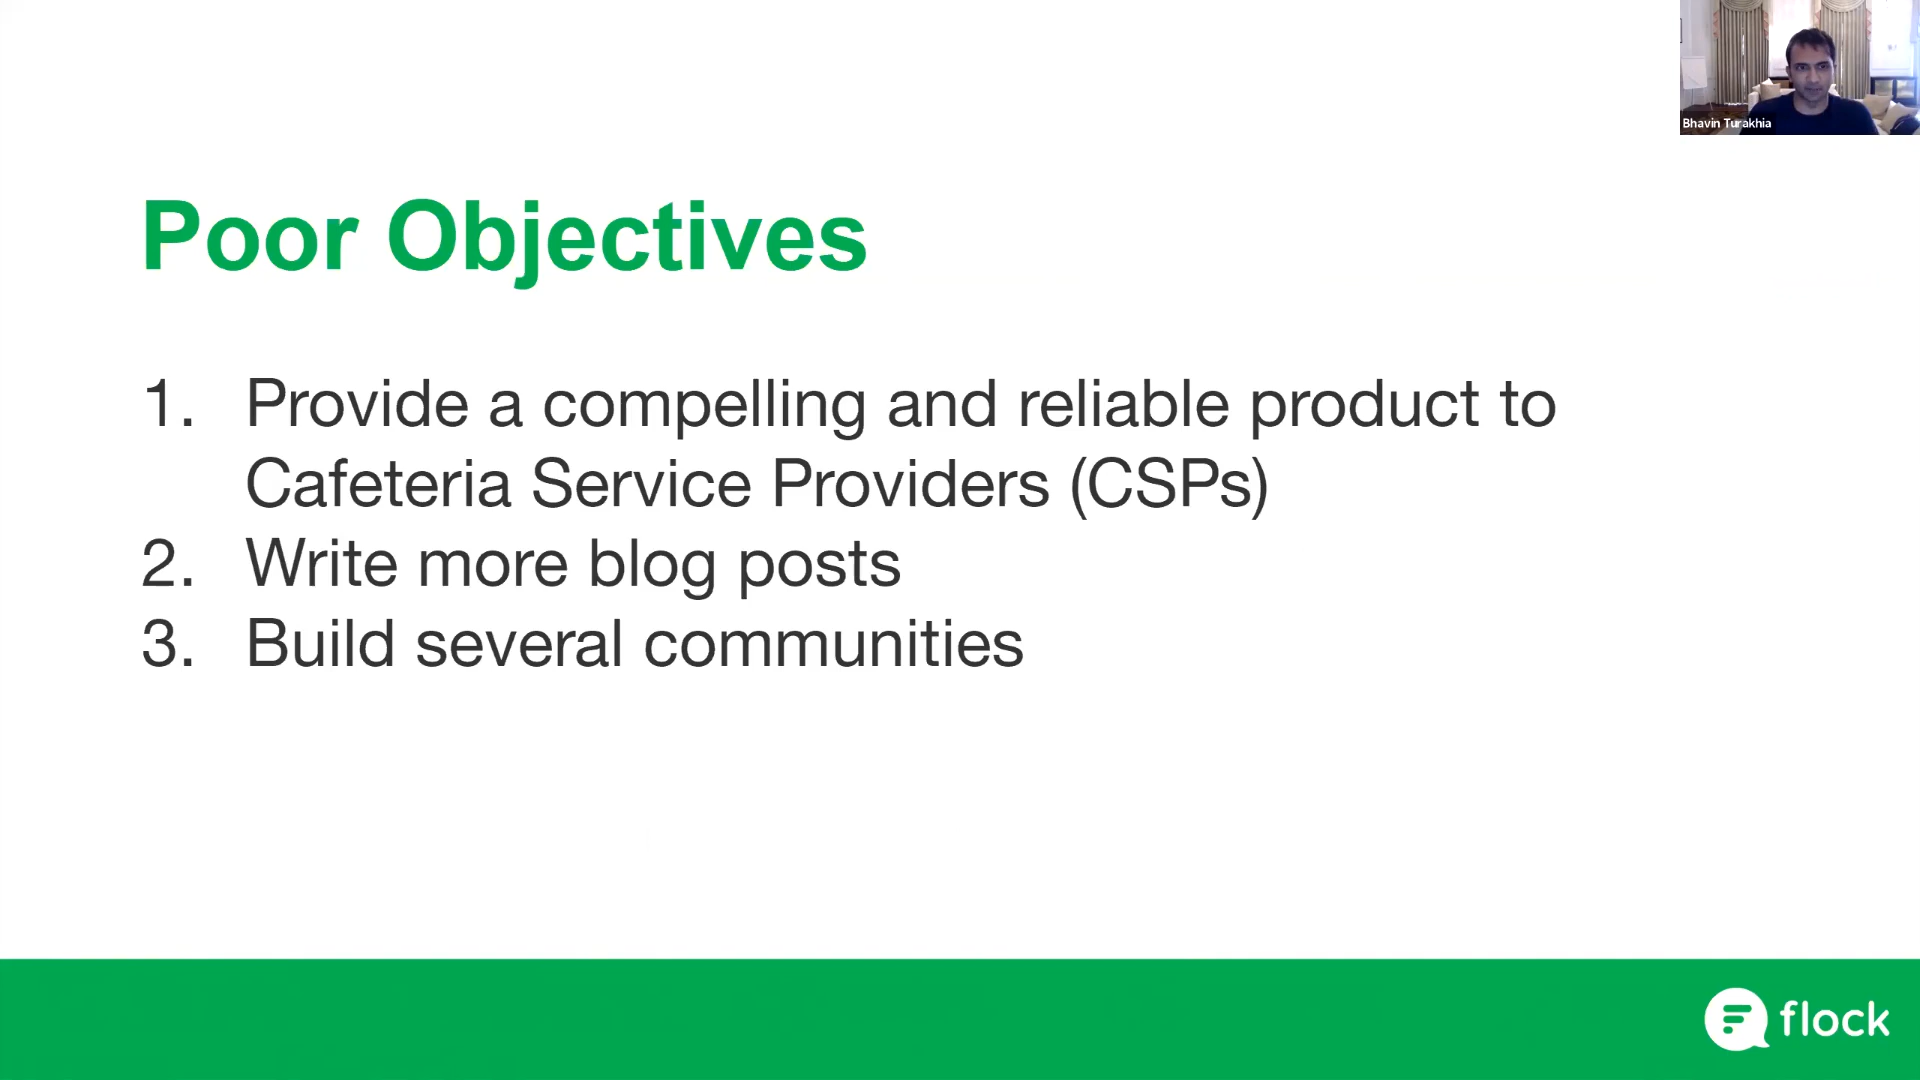 Bhavin Turakhia
Poor Objectives
1. Provide a compelling and reliable product to
Cafeteria Service Providers (CSPs)
2. Write more blog posts
3. Build several communities
flock